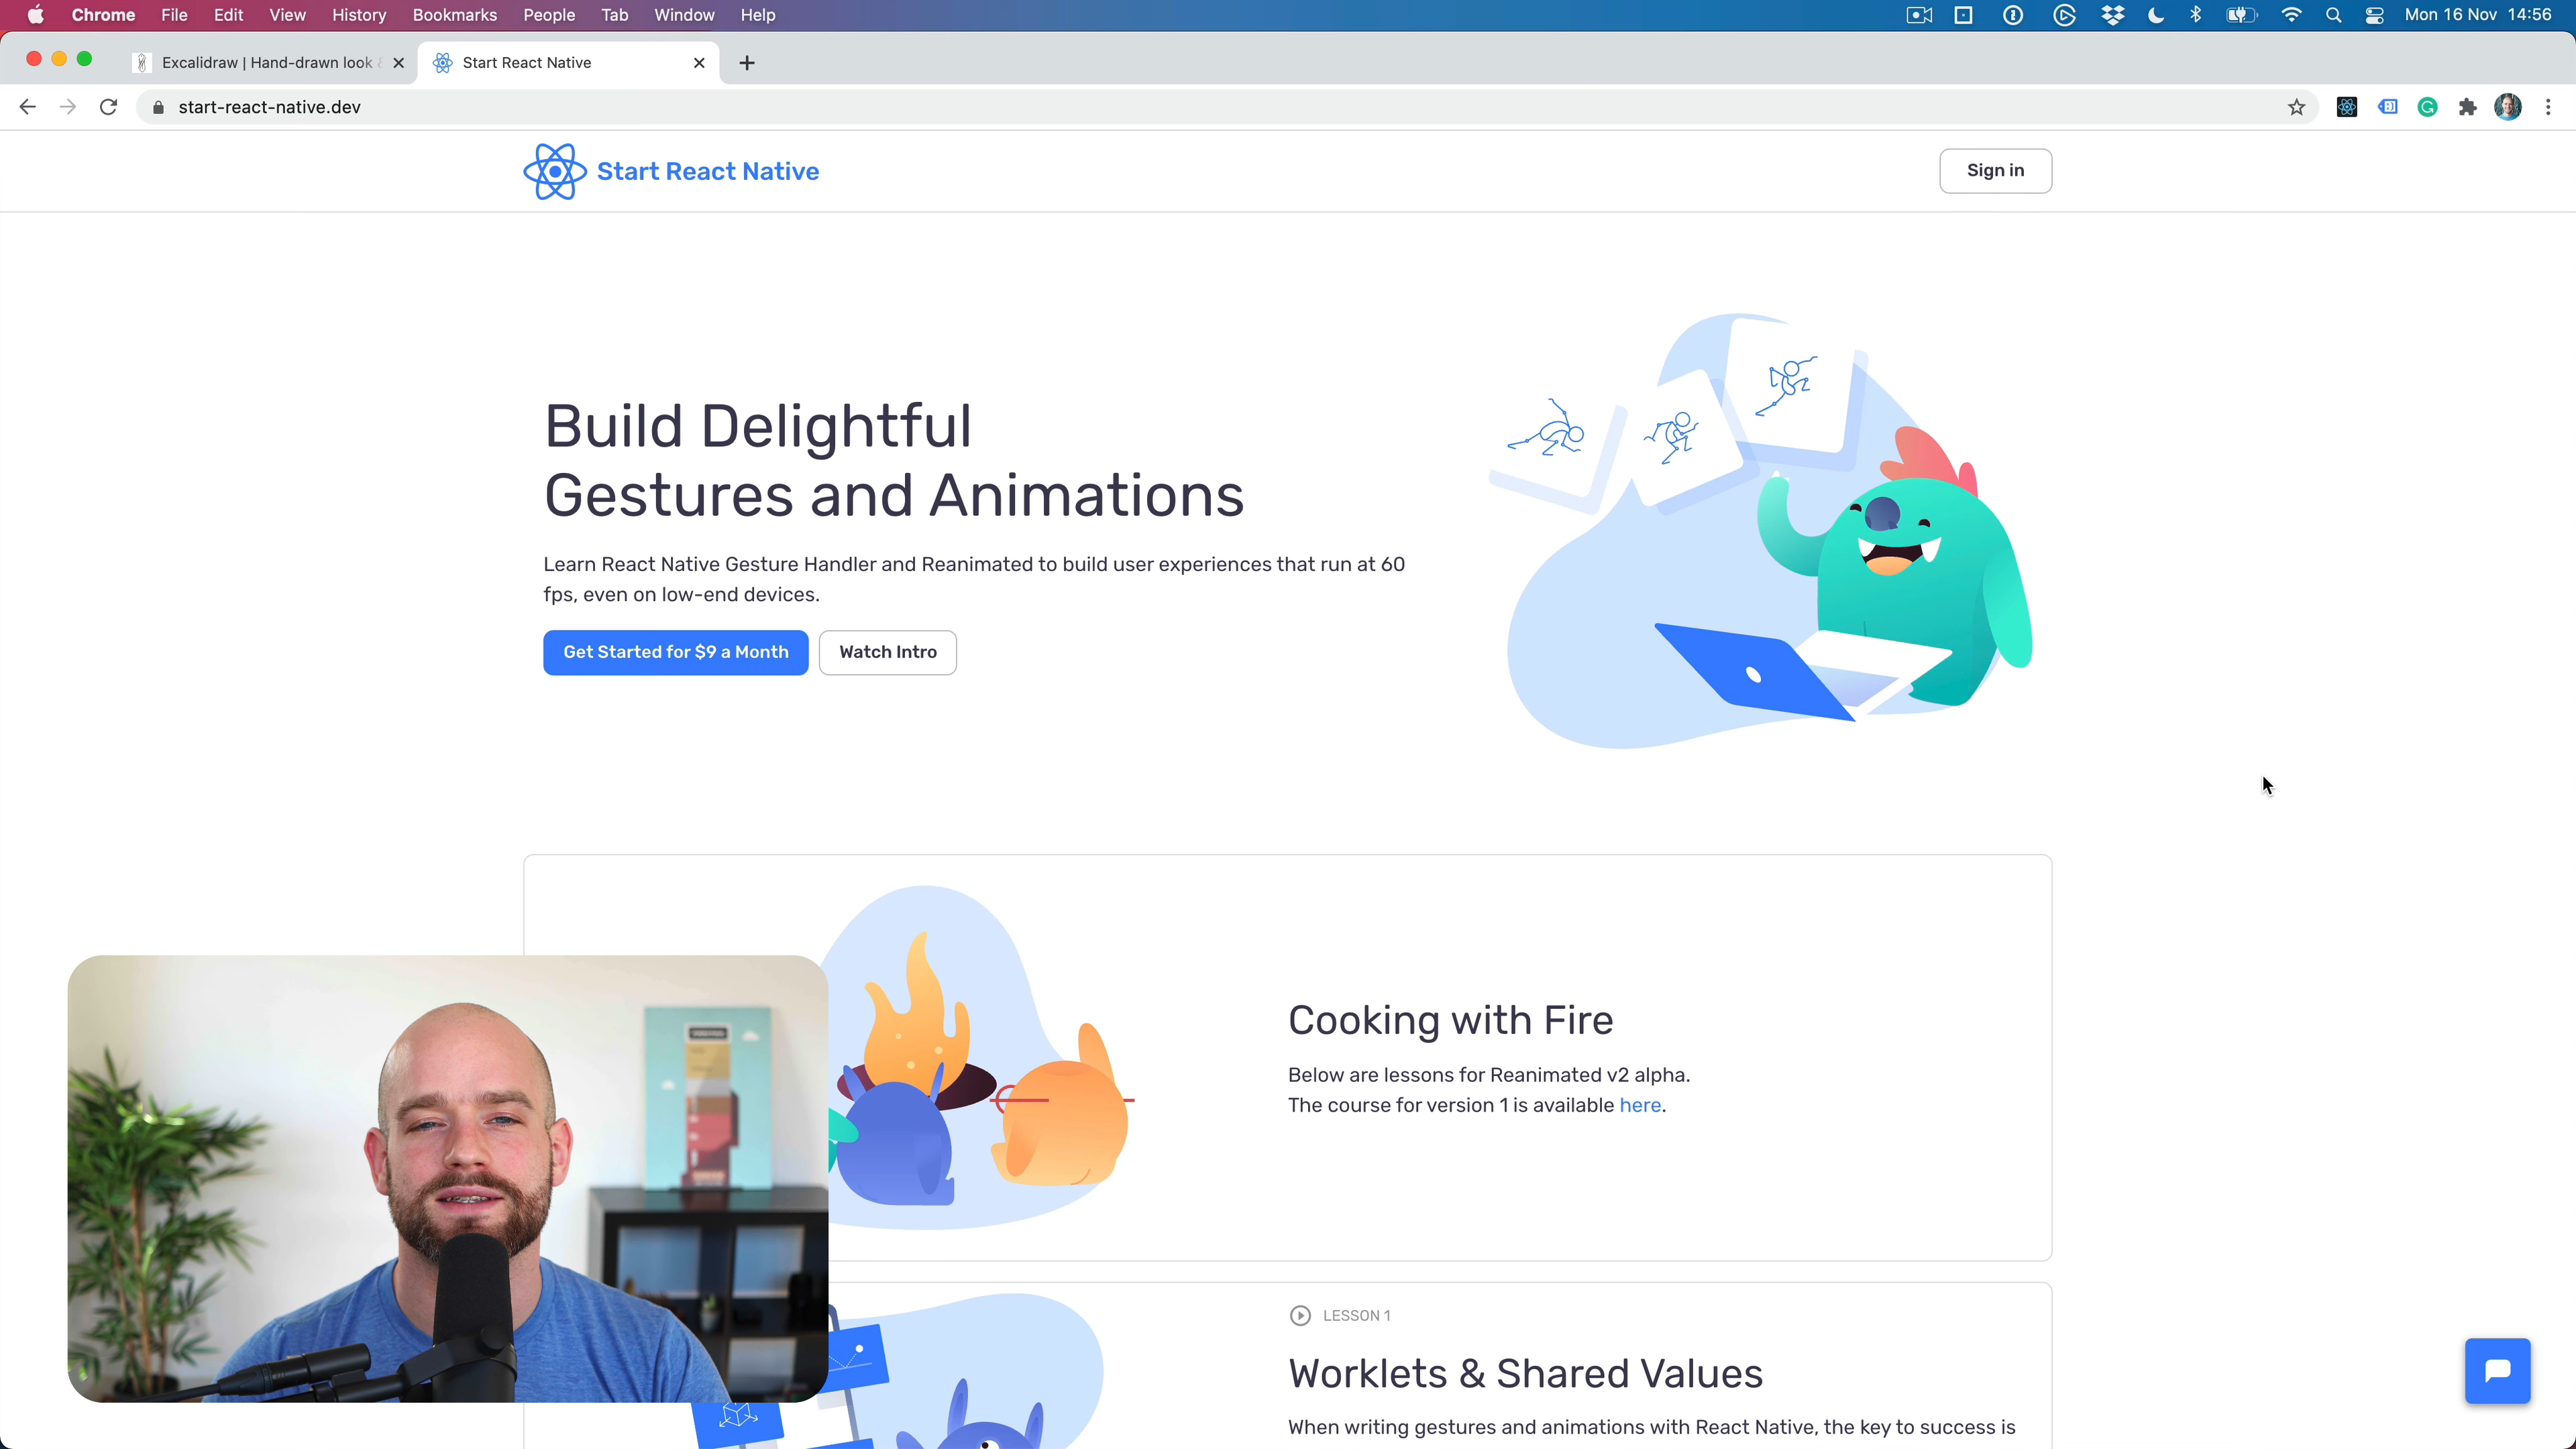 Chrome File Edit View History Bookmarks People Tab Window Help Mon 16 Nov 14:56
Excalidraw | Hand-drawn look Start React Native
start-react-native.dev
Start React Native
Sign in
Build Delightful
Gestures and Animations
Learn React Native Gesture Handler and Reanimated to build user experiences that run at 60
fps, even on low-end devices.
Get Started for $9 a Month Watch Intro
Cooking with Fire
Below are lessons for Reanimated v2 alpha.
The course for version 1 is available here.
LESSON 1
Worklets & Shared Values
When writing gestures and animations with React Native, the key to success is